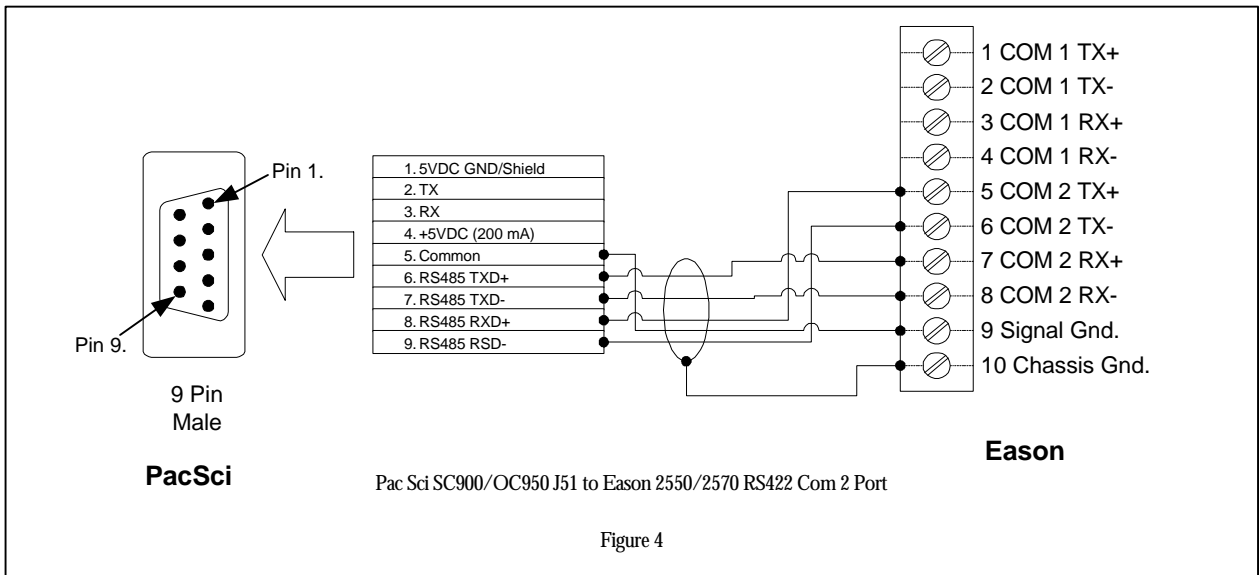 Pin 1.
Pin 9.
9 Pin
Male
PacSci
1. 5VDC GND/Shield
2. TX
3. RX
4. +5VDC (200 mA)
5. Common
6. RS485 TXD+
7. RS485 TXD-
8. RS485 RXD+
9. RS485 RSD-
1 COM 1 TX+
2 COM 1 TX-
3 COM 1 RX+
4 COM 1 RX-
5 COM 2 TX+
6 COM 2 TX-
7 COM 2 RX+
8 COM 2 RX-
9 Signal Gnd.
10 Chassis Gnd.
Eason
Pac Sci SC900/OC950 J51 to Eason 2550/2570 RS422 Com 2 Port
Figure 4